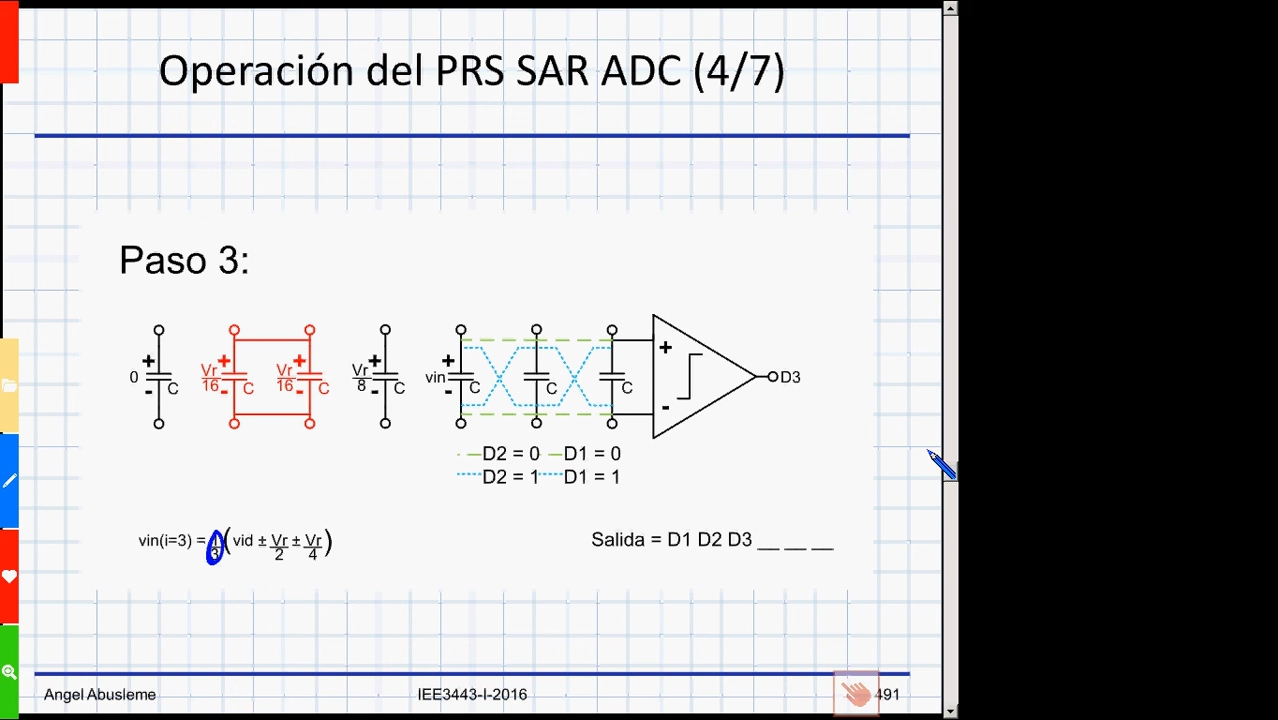 Operación del PRS SAR ADC (4/7)
Paso 3:
+ + + + +
0 C Vr/16 C Vr/16 C Vr/8 C vin C C C + - D3
- - - - -
D2 = 0 D1 = 0
D2 = 1 D1 = 1
vin(i=3) = 1/3 (vid ± Vr/2 ± Vr/4)
Salida = D1 D2 D3 __ __ __
Angel Abusleme
IEE3443-I-2016
491